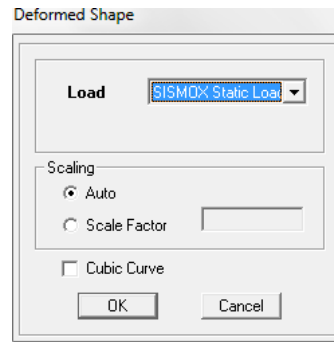 Deformed Shape
Load SISMOX Static Load
Scaling
Auto
Scale Factor
Cubic Curve
OK Cancel